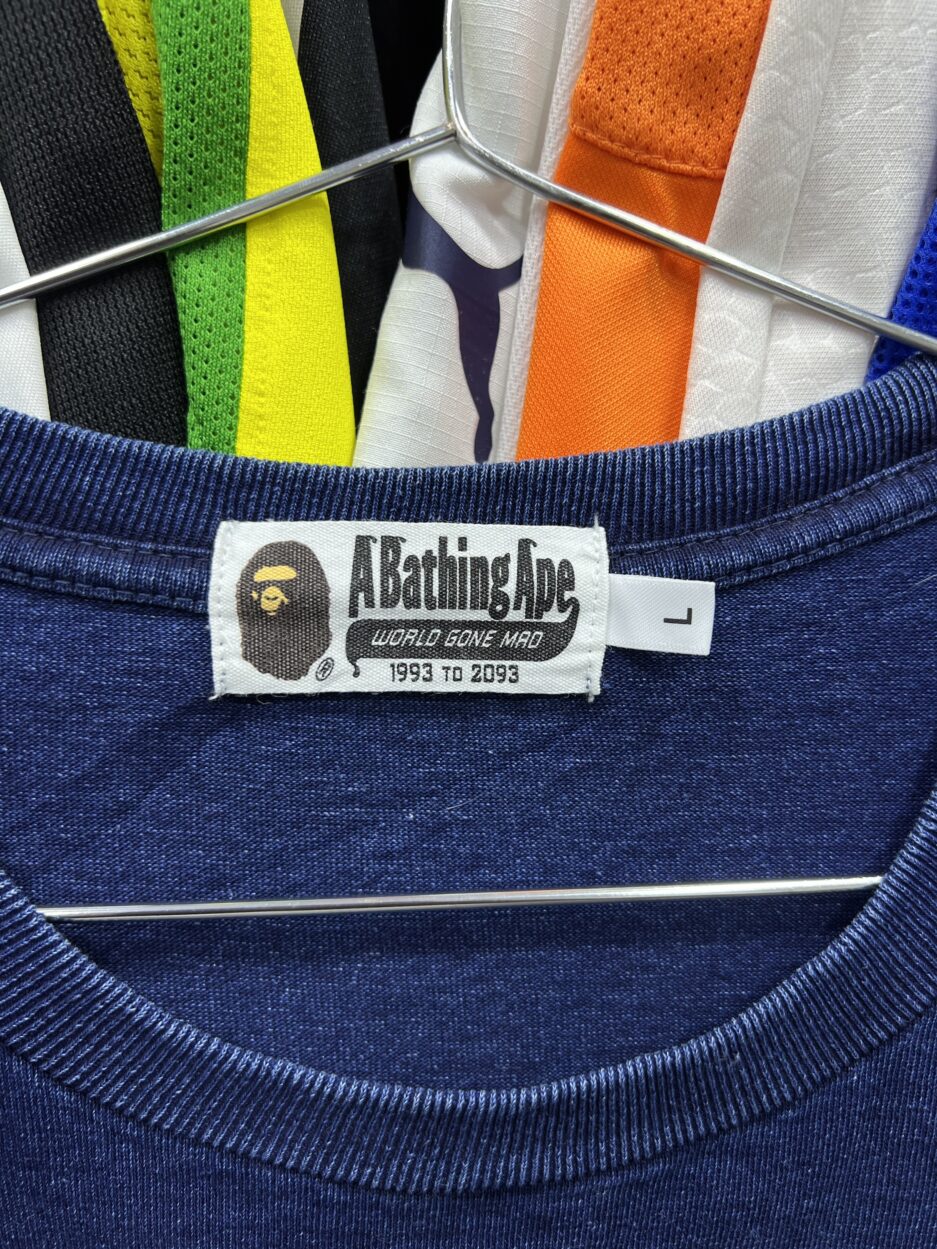 A Bathing Ape
WORLD GONE MAD
1993 TO 2093
®
L